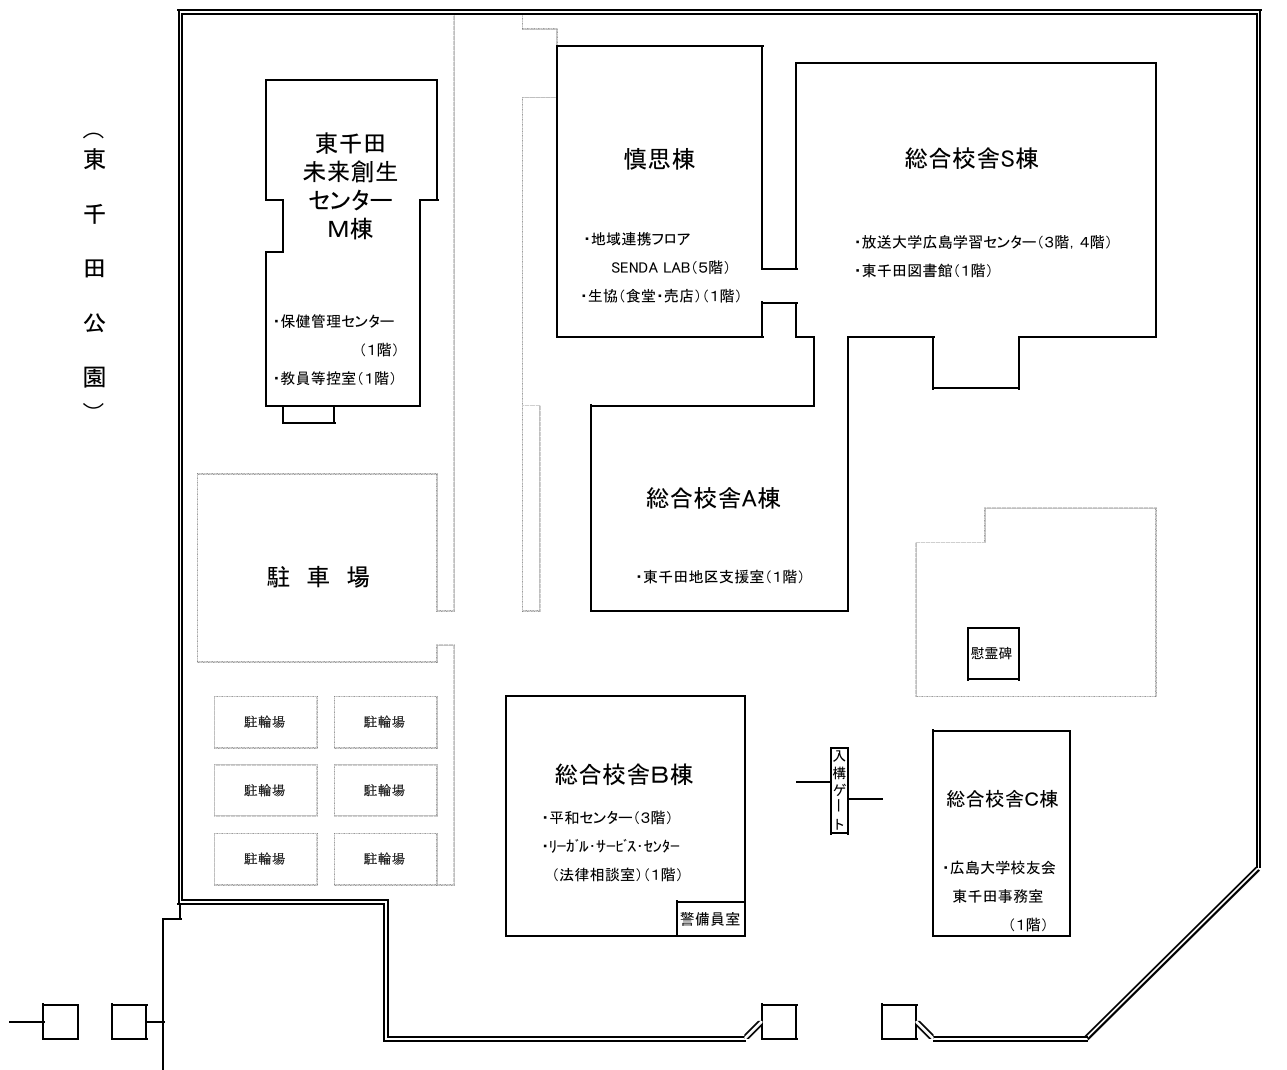 （東千田公園）
東千田
未来創生
センター
M棟
・保健管理センター
（1階）
・教員等控室（1階）
慎思棟
・地域連携フロア
SENDA LAB（5階）
・生協（食堂・売店）（1階）
総合校舎S棟
・放送大学広島学習センター（3階，4階）
・東千田図書館（1階）
総合校舎A棟
・東千田地区支援室（1階）
駐車場
慰霊碑
駐輪場
駐輪場
駐輪場
駐輪場
駐輪場
駐輪場
総合校舎B棟
・平和センター（3階）
・ﾘｰｶﾞﾙ・ｻｰﾋﾞｽ・ｾﾝﾀｰ
（法律相談室）（1階）
警備員室
入構ゲート
総合校舎C棟
・広島大学校友会
東千田事務室
（1階）